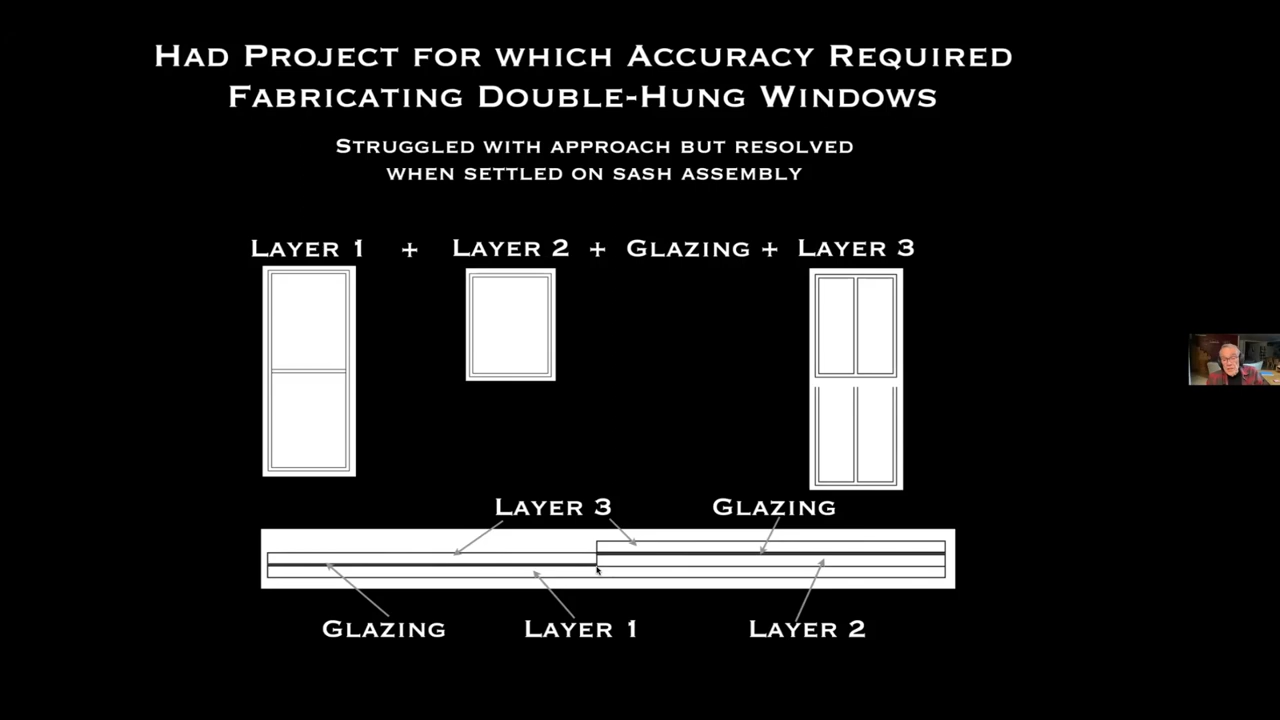 Had Project for which Accuracy Required
Fabricating Double-Hung Windows
Struggled with approach but resolved
when settled on sash assembly
Layer 1 + Layer 2 + Glazing + Layer 3
Layer 3 Glazing
Glazing Layer 1 Layer 2